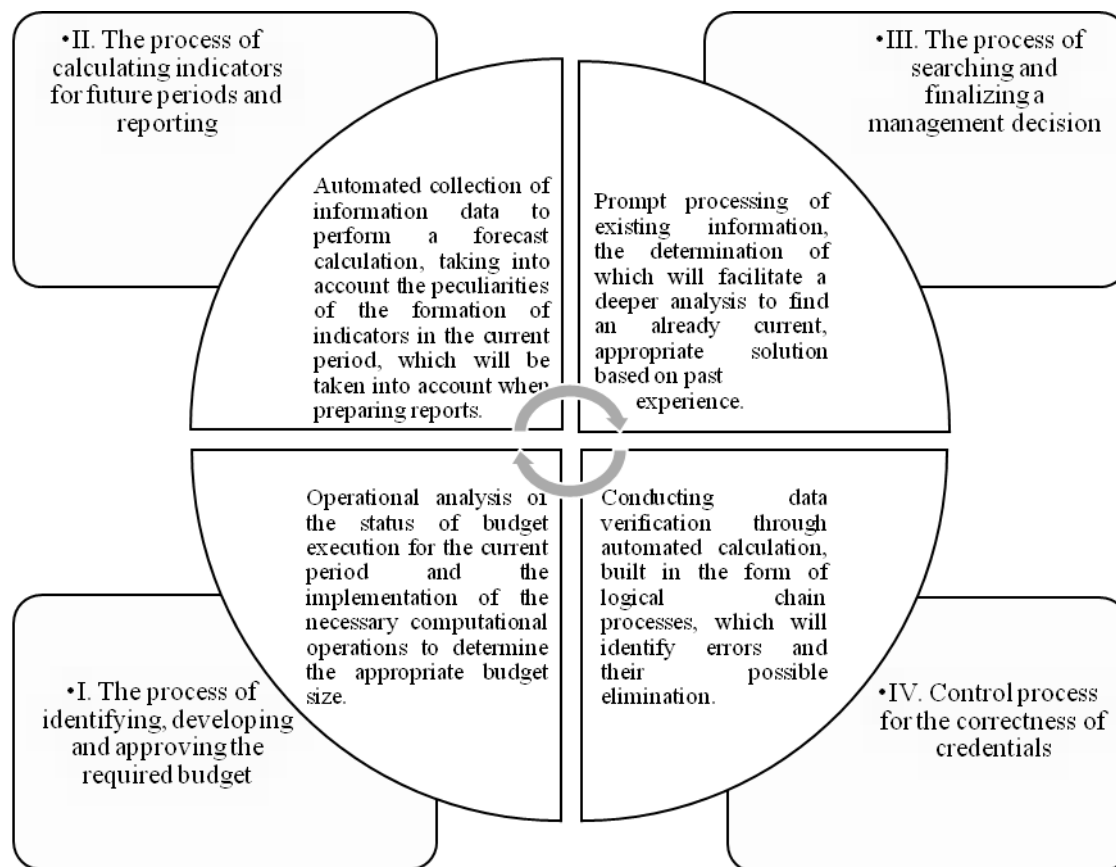 •II. The process of
calculating indicators
for future periods and
reporting
•III. The process of
searching and
finalizing a
management decision
Automated collection of
information data to
perform a forecast
calculation, taking into
account the peculiarities
of the formation of
indicators in the current
period, which will be
taken into account when
preparing reports.
Prompt processing of
existing information,
the determination of
which will facilitate a
deeper analysis to find
an already current,
appropriate solution
based on past
experience.
Operational analysis of
the status of budget
execution for the current
period and the
implementation of the
necessary computational
operations to determine
the appropriate budget
size.
Conducting data
verification through
automated calculation,
built in the form of
logical chain
processes, which will
identify errors and
their possible
elimination.
•I. The process of
identifying, developing
and approving the
required budget
•IV. Control process
for the correctness of
credentials